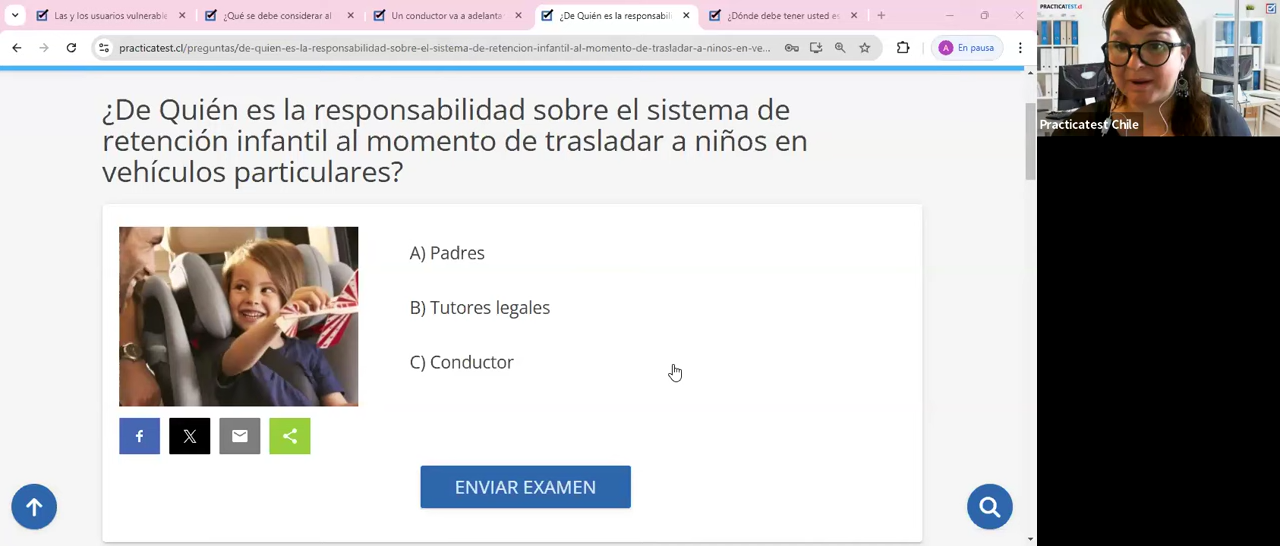 Las y los usuarios vulnerable
¿Qué se debe considerar al
Un conductor va a adelanta
¿De Quién es la responsabil
¿Dónde debe tener usted es
practicatest.cl/preguntas/de-quien-es-la-responsabilidad-sobre-el-sistema-de-retencion-infantil-al-momento-de-trasladar-a-ninos-en-ve...
A En pausa
¿De Quién es la responsabilidad sobre el sistema de
retención infantil al momento de trasladar a niños en
vehículos particulares?
A) Padres
B) Tutores legales
C) Conductor
ENVIAR EXAMEN
PRACTICATEST.cl
Practicatest Chile